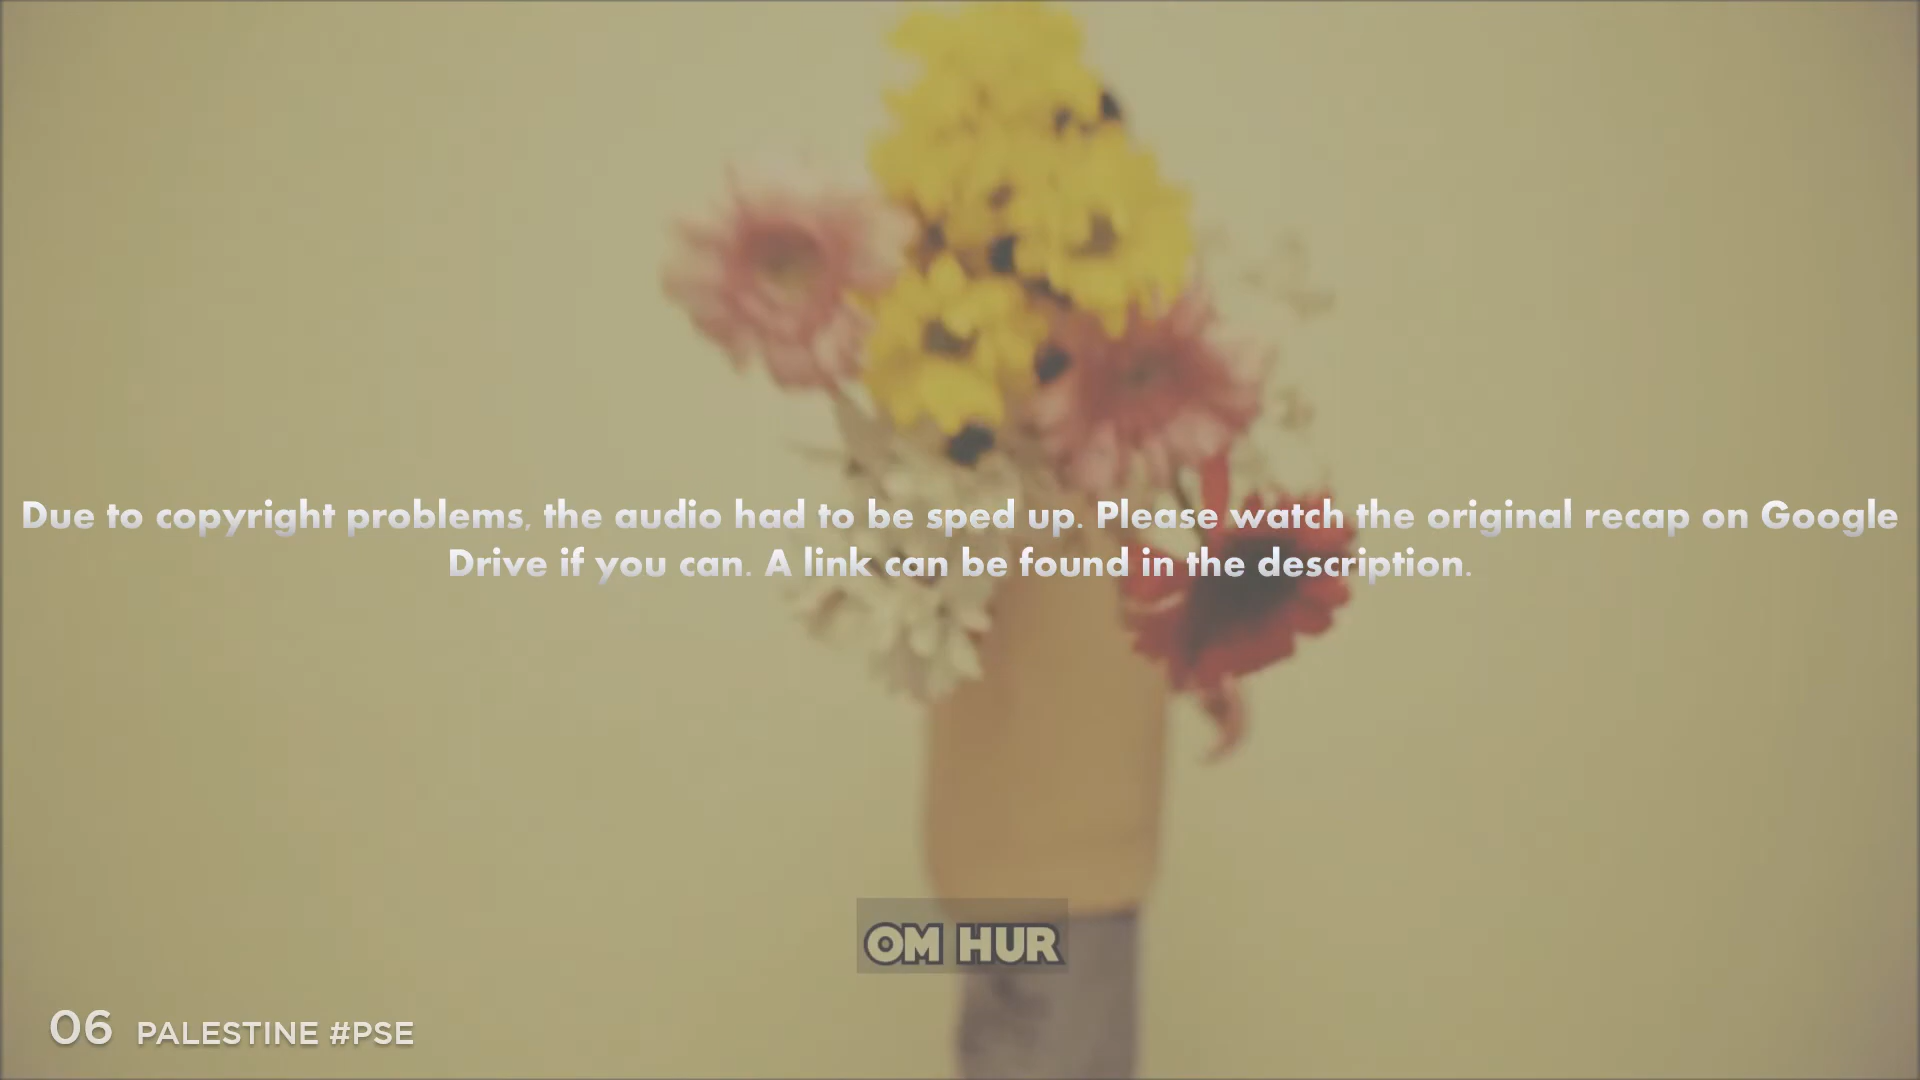 Due to copyright problems, the audio had to be sped up. Please watch the original recap on Google
Drive if you can. A link can be found in the description.
OM HUR
06 PALESTINE #PSE